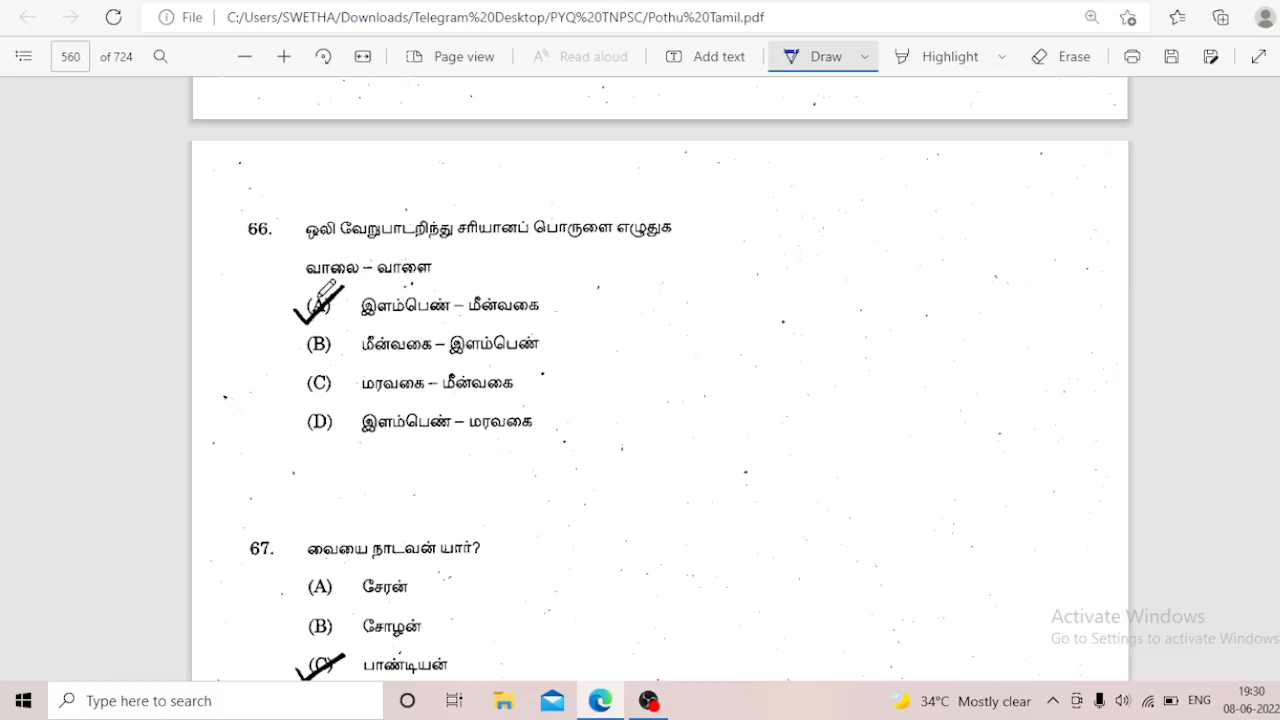 File C:/Users/SWETHA/Downloads/Telegram%20Desktop/PYQ%20TNPSC/Pothu%20Tamil.pdf
560 of 724 Page view Read aloud Add text Draw Highlight Erase
66. ஒலி வேறுபாடறிந்து சரியானப் பொருளை எழுதுக
வாலை – வாளை
(A) இளம்பெண் – மீன்வகை
(B) மீன்வகை – இளம்பெண்
(C) மரவகை – மீன்வகை
(D) இளம்பெண் – மரவகை
67. வையை நாடவன் யார்?
(A) சேரன்
(B) சோழன்
(C) பாண்டியன்
Activate Windows
Go to Settings to activate Windows
Type here to search 34°C Mostly clear ENG 19:30
08-06-2022